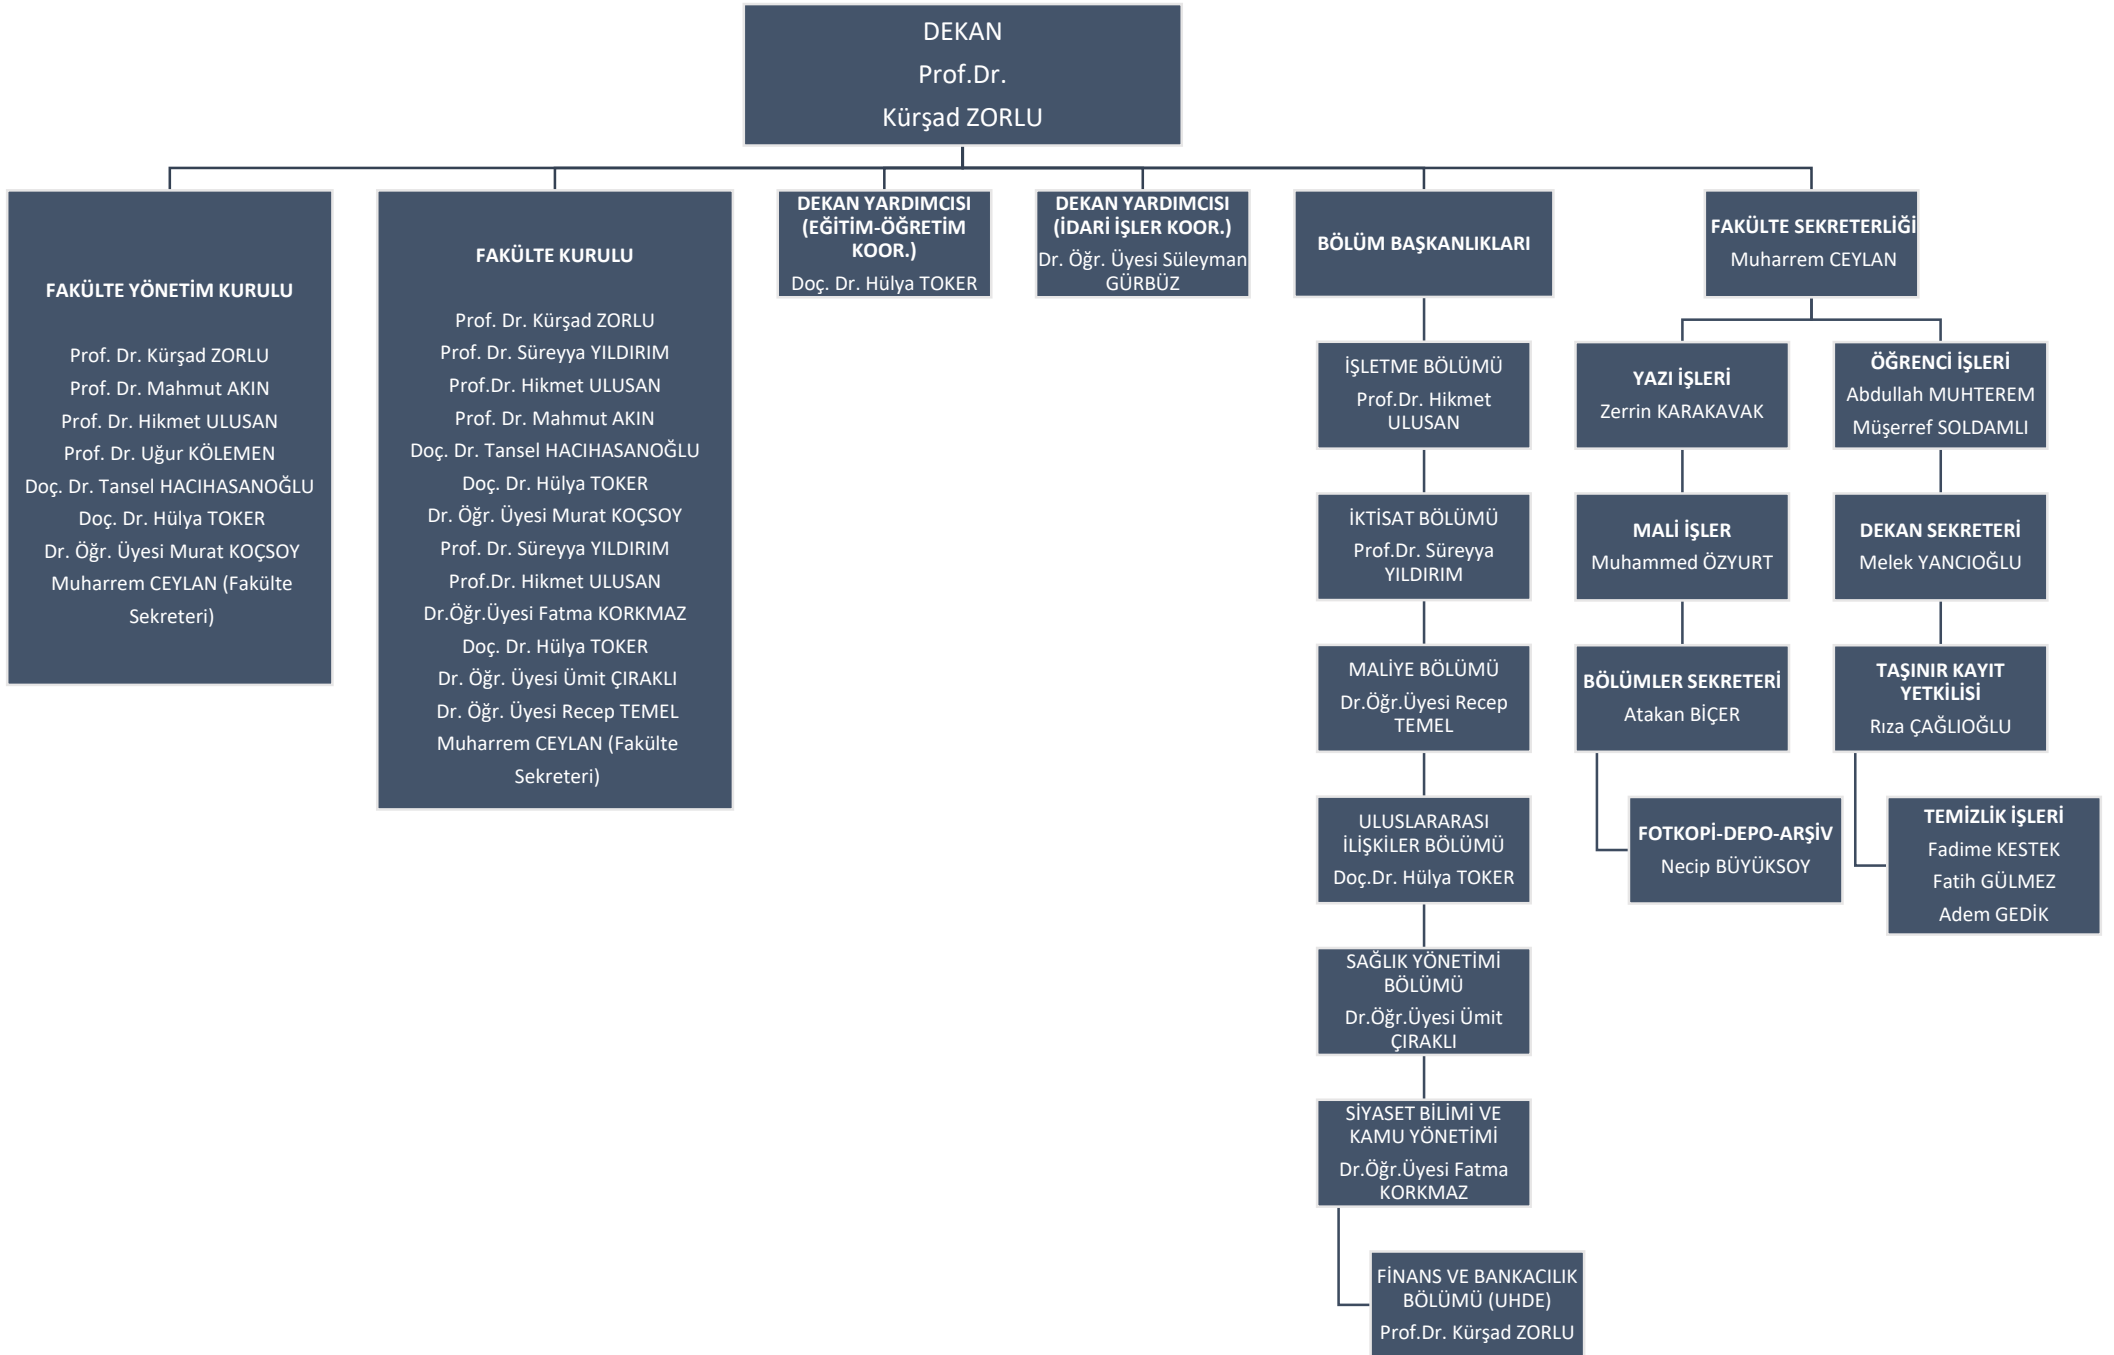 DEKAN
Prof.Dr.
Kürşad ZORLU
FAKÜLTE YÖNETİM KURULU
Prof. Dr. Kürşad ZORLU
Prof. Dr. Mahmut AKIN
Prof. Dr. Hikmet ULUSAN
Prof. Dr. Uğur KÖLEMEN
Doç. Dr. Tansel HACIHASANOĞLU
Doç. Dr. Hülya TOKER
Dr. Öğr. Üyesi Murat KOÇSOY
Muharrem CEYLAN (Fakülte
Sekreteri)
FAKÜLTE KURULU
Prof. Dr. Kürşad ZORLU
Prof. Dr. Süreyya YILDIRIM
Prof.Dr. Hikmet ULUSAN
Prof. Dr. Mahmut AKIN
Doç. Dr. Tansel HACIHASANOĞLU
Doç. Dr. Hülya TOKER
Dr. Öğr. Üyesi Murat KOÇSOY
Prof. Dr. Süreyya YILDIRIM
Prof.Dr. Hikmet ULUSAN
Dr.Öğr.Üyesi Fatma KORKMAZ
Doç. Dr. Hülya TOKER
Dr. Öğr. Üyesi Ümit ÇIRAKLI
Dr. Öğr. Üyesi Recep TEMEL
Muharrem CEYLAN (Fakülte
Sekreteri)
DEKAN YARDIMCISI
(EĞİTİM-ÖĞRETİM
KOOR.)
Doç. Dr. Hülya TOKER
DEKAN YARDIMCISI
(İDARİ İŞLER KOOR.)
Dr. Öğr. Üyesi Süleyman
GÜRBÜZ
BÖLÜM BAŞKANLIKLARI
İŞLETME BÖLÜMÜ
Prof.Dr. Hikmet
ULUSAN
İKTİSAT BÖLÜMÜ
Prof.Dr. Süreyya
YILDIRIM
MALİYE BÖLÜMÜ
Dr.Öğr.Üyesi Recep
TEMEL
ULUSLARARASI
İLİŞKİLER BÖLÜMÜ
Doç.Dr. Hülya TOKER
SAĞLIK YÖNETİMİ
BÖLÜMÜ
Dr.Öğr.Üyesi Ümit
ÇIRAKLI
SİYASET BİLİMİ VE
KAMU YÖNETİMİ
Dr.Öğr.Üyesi Fatma
KORKMAZ
FİNANS VE BANKACILIK
BÖLÜMÜ (UHDE)
Prof.Dr. Kürşad ZORLU
FAKÜLTE SEKRETERLİĞİ
Muharrem CEYLAN
YAZI İŞLERİ
Zerrin KARAKAVAK
MALİ İŞLER
Muhammed ÖZYURT
BÖLÜMLER SEKRETERİ
Atakan BİÇER
FOTKOPİ-DEPO-ARŞİV
Necip BÜYÜKSOY
ÖĞRENCİ İŞLERİ
Abdullah MUHTEREM
Müşerref SOLDAMLI
DEKAN SEKRETERİ
Melek YANCIOĞLU
TAŞINIR KAYIT
YETKİLİSİ
Rıza ÇAĞLIOĞLU
TEMİZLİK İŞLERİ
Fadime KESTEK
Fatih GÜLMEZ
Adem GEDİK